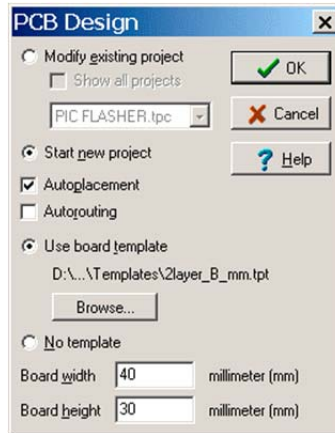 PCB Design
Modify existing project
OK
Show all projects
PIC FLASHER.tpc
Cancel
Start new project
Help
Autoplacement
Autorouting
Use board template
D:\...\Templates\2layer_B_mm.tpt
Browse...
No template
Board width 40 millimeter (mm)
Board height 30 millimeter (mm)